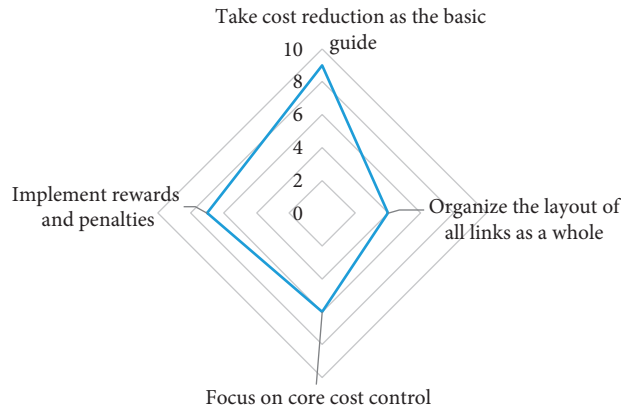 Take cost reduction as the basic
guide
10
8
6
4
2
0
Implement rewards
and penalties
Organize the layout of
all links as a whole
Focus on core cost control